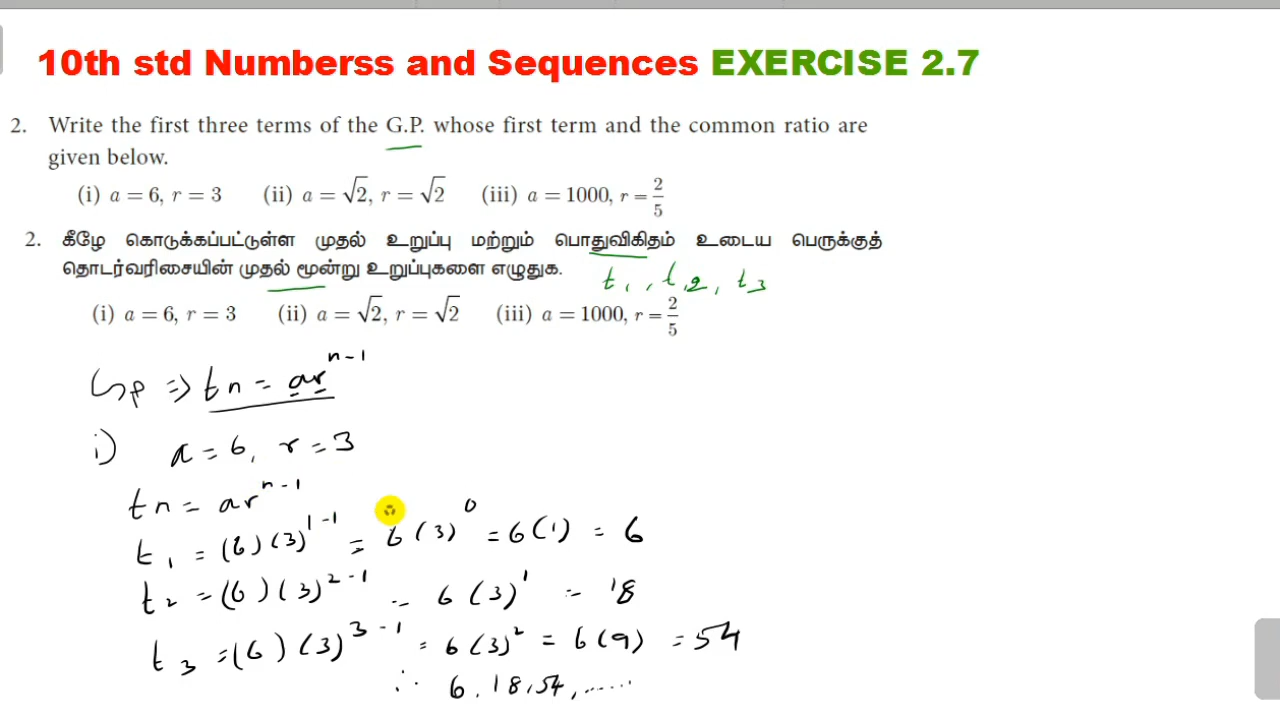 10th std Numberss and Sequences EXERCISE 2.7
2. Write the first three terms of the G.P. whose first term and the common ratio are
given below.
(i) a = 6, r = 3 (ii) a = √2, r = √2 (iii) a = 1000, r = 2/5
2. கீழே கொடுக்கப்பட்டுள்ள முதல் உறுப்பு மற்றும் பொதுவிகிதம் உடைய பெருக்குத்
தொடர்வரிசையின் முதல் மூன்று உறுப்புகளை எழுதுக.
t₁, t₂, t₃
(i) a = 6, r = 3 (ii) a = √2, r = √2 (iii) a = 1000, r = 2/5
GP ⇒ tn = ar^(n-1)
i) a = 6, r = 3
tn = ar^(n-1)
t₁ = (6)(3)^(1-1) = 6(3)^0 = 6(1) = 6
t₂ = (6)(3)^(2-1) = 6(3)^1 = 18
t₃ = (6)(3)^(3-1) = 6(3)^2 = 6(9) = 54
∴ 6, 18, 54, ......